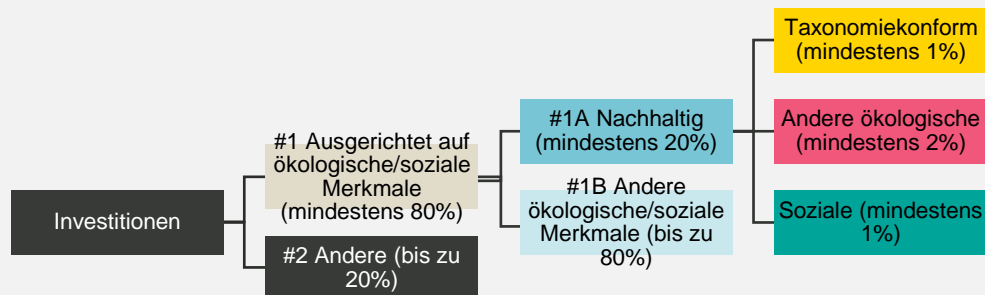 Investitionen
#1 Ausgerichtet auf
ökologische/soziale
Merkmale
(mindestens 80%)
#2 Andere (bis zu
20%)
#1A Nachhaltig
(mindestens 20%)
#1B Andere
ökologische/soziale
Merkmale (bis zu
80%)
Taxonomiekonform
(mindestens 1%)
Andere ökologische
(mindestens 2%)
Soziale (mindestens
1%)